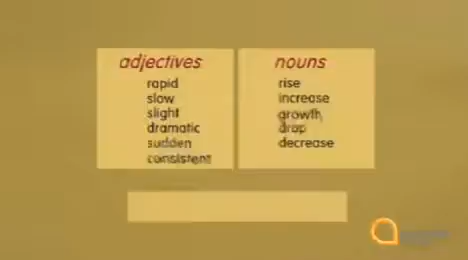 adjectives
rapid
slow
slight
dramatic
sudden
consistent
nouns
rise
increase
growth
drop
decrease